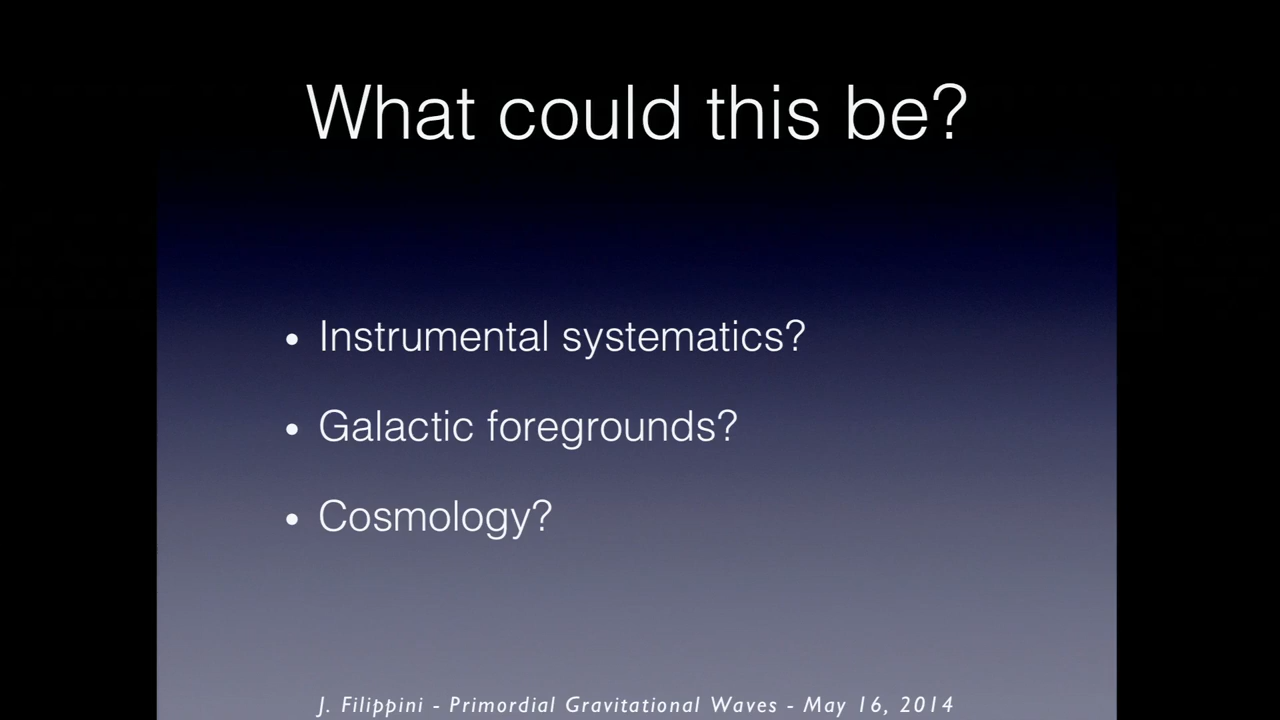 What could this be?
• Instrumental systematics?
• Galactic foregrounds?
• Cosmology?
J. Filippini - Primordial Gravitational Waves - May 16, 2014